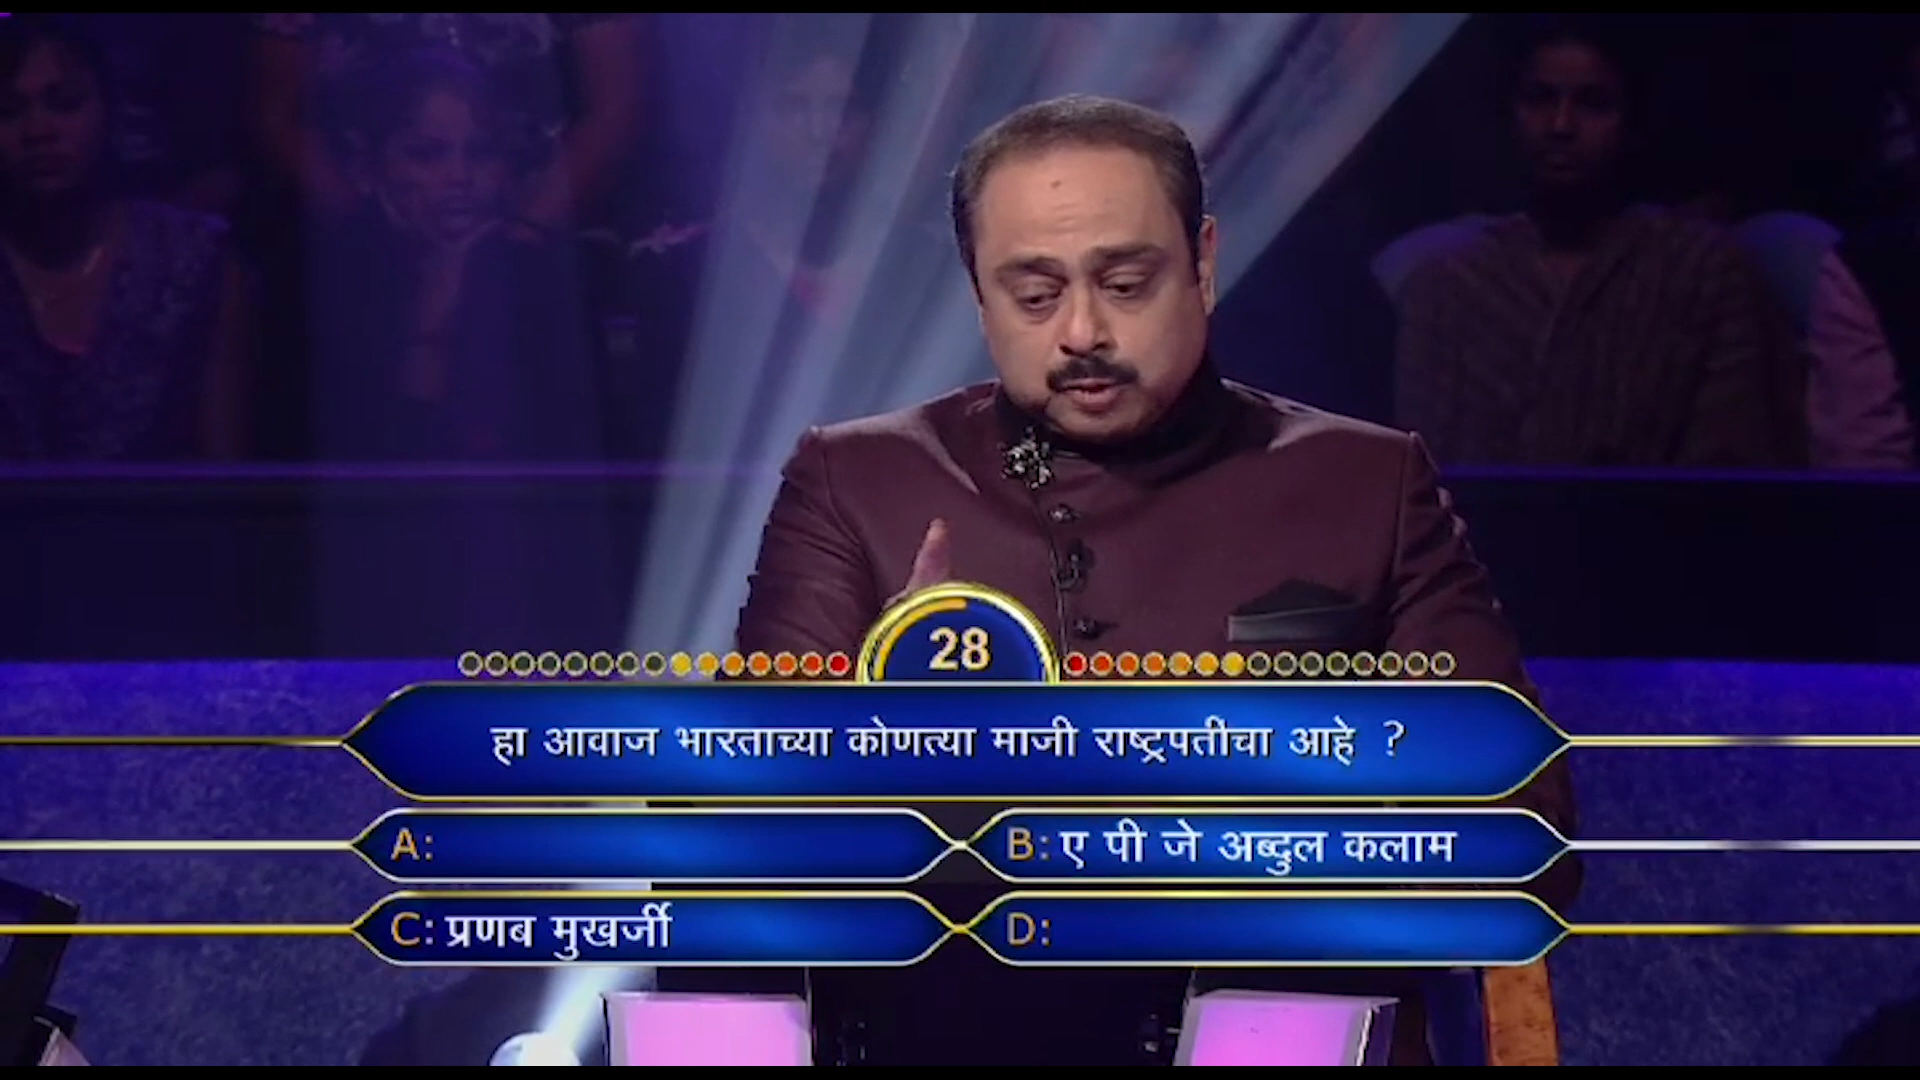 28
हा आवाज भारताच्या कोणत्या माजी राष्ट्रपतींचा आहे ?
A:
B: ए पी जे अब्दुल कलाम
C: प्रणब मुखर्जी
D: